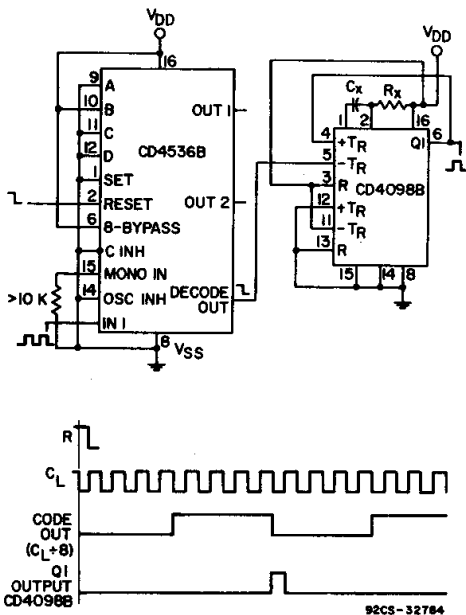 VDD
16
9 A
10 B
11 C
12 D
1 SET
2 RESET
6 8-BYPASS
C INH
15 MONO IN
14 OSC INH
IN 1
>10 K
OUT 1
CD4536B
OUT 2
DECODE
OUT
8 VSS
VDD
CX
RX
1 2 16
4 +TR
5 -TR
3 R
12 +TR
11 -TR
13 R
Q1 6
CD4098B
15 14 8
R
CL
CODE
OUT
(CL÷8)
Q1
OUTPUT
CD4098B
92CS-32784